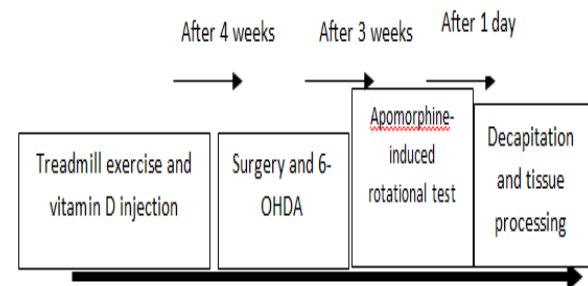 After 4 weeks
After 3 weeks
After 1 day
Treadmill exercise and
vitamin D injection
Surgery and 6-
OHDA
Apomorphine-
induced
rotational test
Decapitation
and tissue
processing